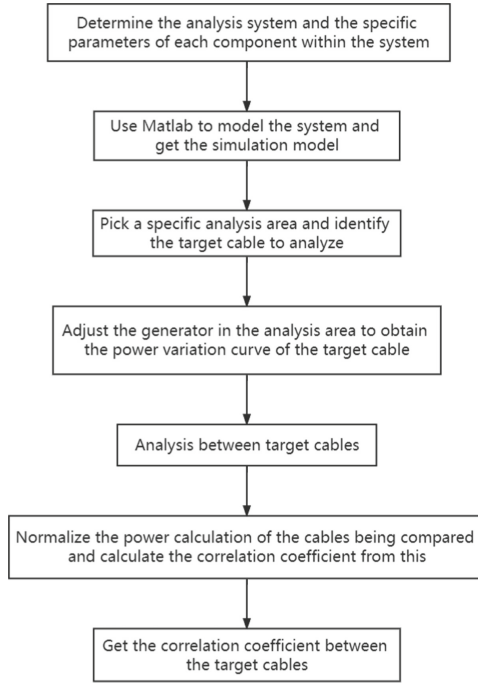 Determine the analysis system and the specific
parameters of each component within the system
Use Matlab to model the system and
get the simulation model
Pick a specific analysis area and identify
the target cable to analyze
Adjust the generator in the analysis area to obtain
the power variation curve of the target cable
Analysis between target cables
Normalize the power calculation of the cables being compared
and calculate the correlation coefficient from this
Get the correlation coefficient between
the target cables